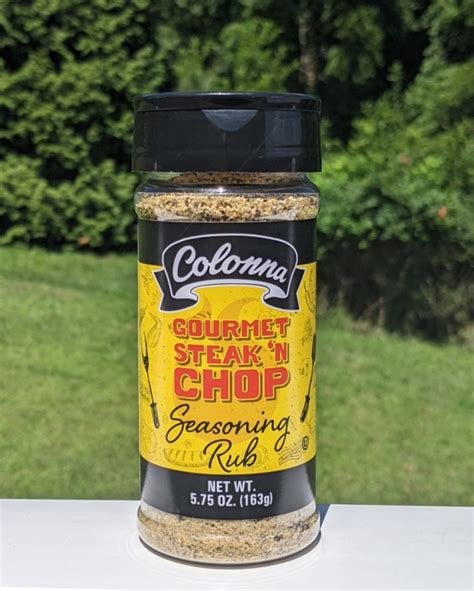 Colonna
GOURMET
STEAK 'N
CHOP
Seasoning
Rub
NET WT.
5.75 OZ. (163g)